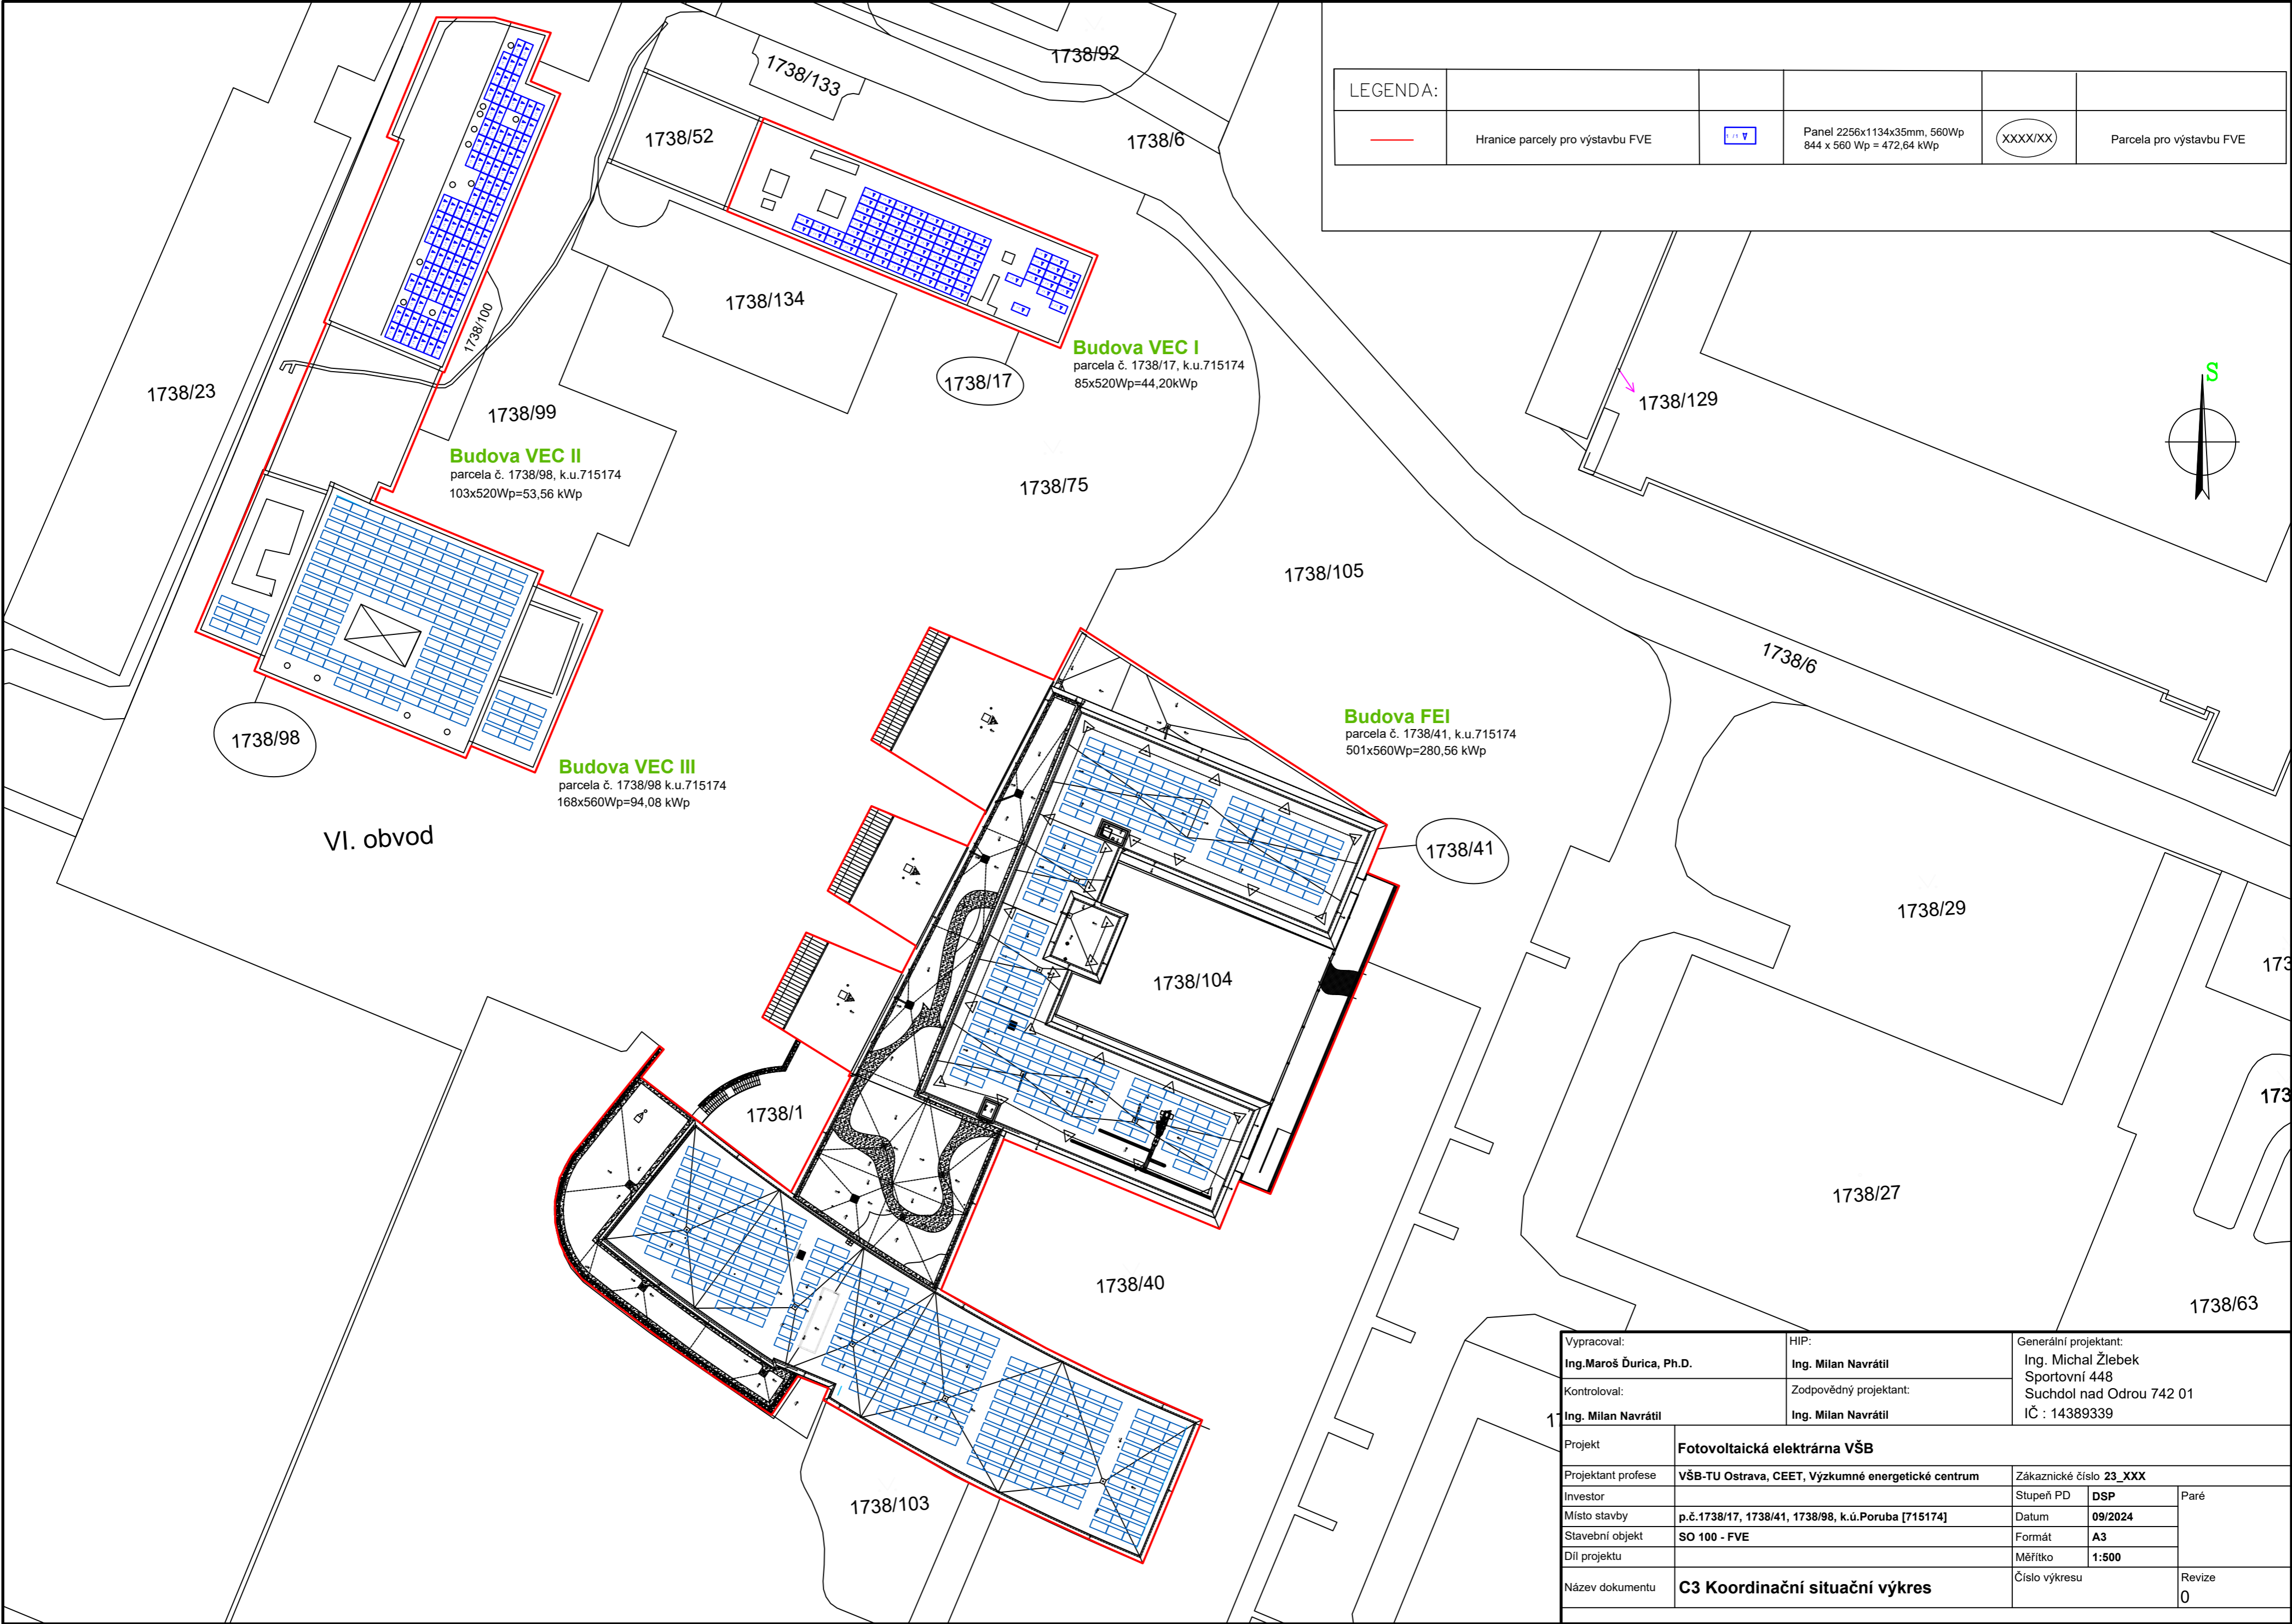 1738/92
1738/133
1738/52
1738/6
LEGENDA:
Hranice parcely pro výstavbu FVE
Panel 2256x1134x35mm, 560Wp
844 x 560 Wp = 472,64 kWp
XXXX/XX
Parcela pro výstavbu FVE
1738/134
1738/100
1738/23
1738/99
1738/17
Budova VEC I
parcela č. 1738/17, k.u.715174
85x520Wp=44,20kWp
1738/129
S
Budova VEC II
parcela č. 1738/98, k.u.715174
103x520Wp=53,56 kWp
1738/75
1738/105
1738/6
1738/98
Budova VEC III
parcela č. 1738/98 k.u.715174
168x560Wp=94,08 kWp
Budova FEI
parcela č. 1738/41, k.u.715174
501x560Wp=280,56 kWp
VI. obvod
1738/41
1738/29
1738/104
173
173
1738/1
1738/27
1738/40
1738/63
1738/103
17
Vypracoval:
Ing.Maroš Ďurica, Ph.D.
HIP:
Ing. Milan Navrátil
Generální projektant:
Ing. Michal Žlebek
Sportovní 448
Suchdol nad Odrou 742 01
IČ : 14389339
Kontroloval:
Ing. Milan Navrátil
Zodpovědný projektant:
Ing. Milan Navrátil
Projekt Fotovoltaická elektrárna VŠB
Projektant profese VŠB-TU Ostrava, CEET, Výzkumné energetické centrum Zákaznické číslo 23_XXX
Investor Stupeň PD DSP Paré
Místo stavby p.č.1738/17, 1738/41, 1738/98, k.ú.Poruba [715174] Datum 09/2024
Stavební objekt SO 100 - FVE Formát A3
Díl projektu Měřítko 1:500
Název dokumentu C3 Koordinační situační výkres Číslo výkresu Revize
0